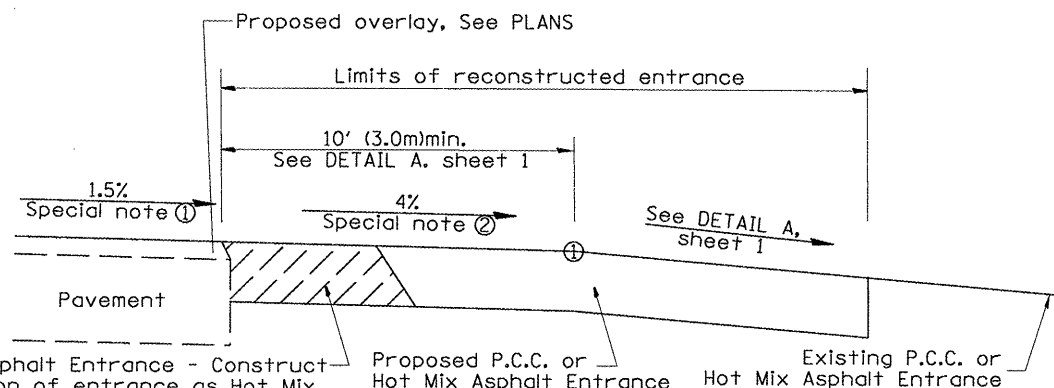 Proposed overlay, See PLANS
Limits of reconstructed entrance
10' (3.0m)min.
See DETAIL A. sheet 1
1.5%
Special note ①
4%
Special note ②
See DETAIL A,
sheet 1
①
Pavement
phalt Entrance - Construct
on of entrance as Hot Mix
Proposed P.C.C. or
Hot Mix Asphalt Entrance
Existing P.C.C. or
Hot Mix Asphalt Entrance